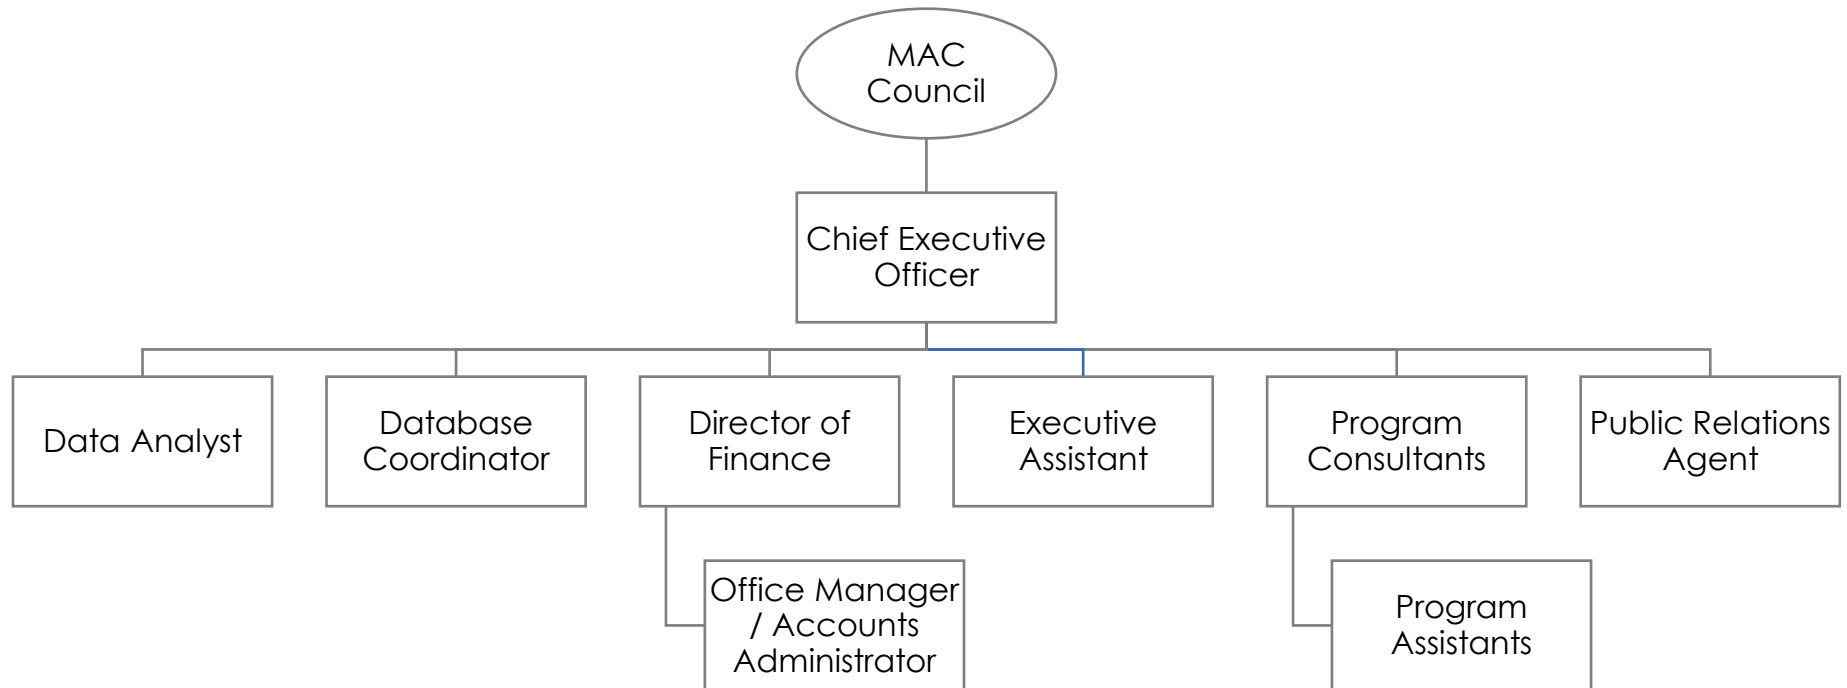 MAC
Council
Chief Executive
Officer
Data Analyst
Database
Coordinator
Director of
Finance
Executive
Assistant
Program
Consultants
Public Relations
Agent
Office Manager
/ Accounts
Administrator
Program
Assistants